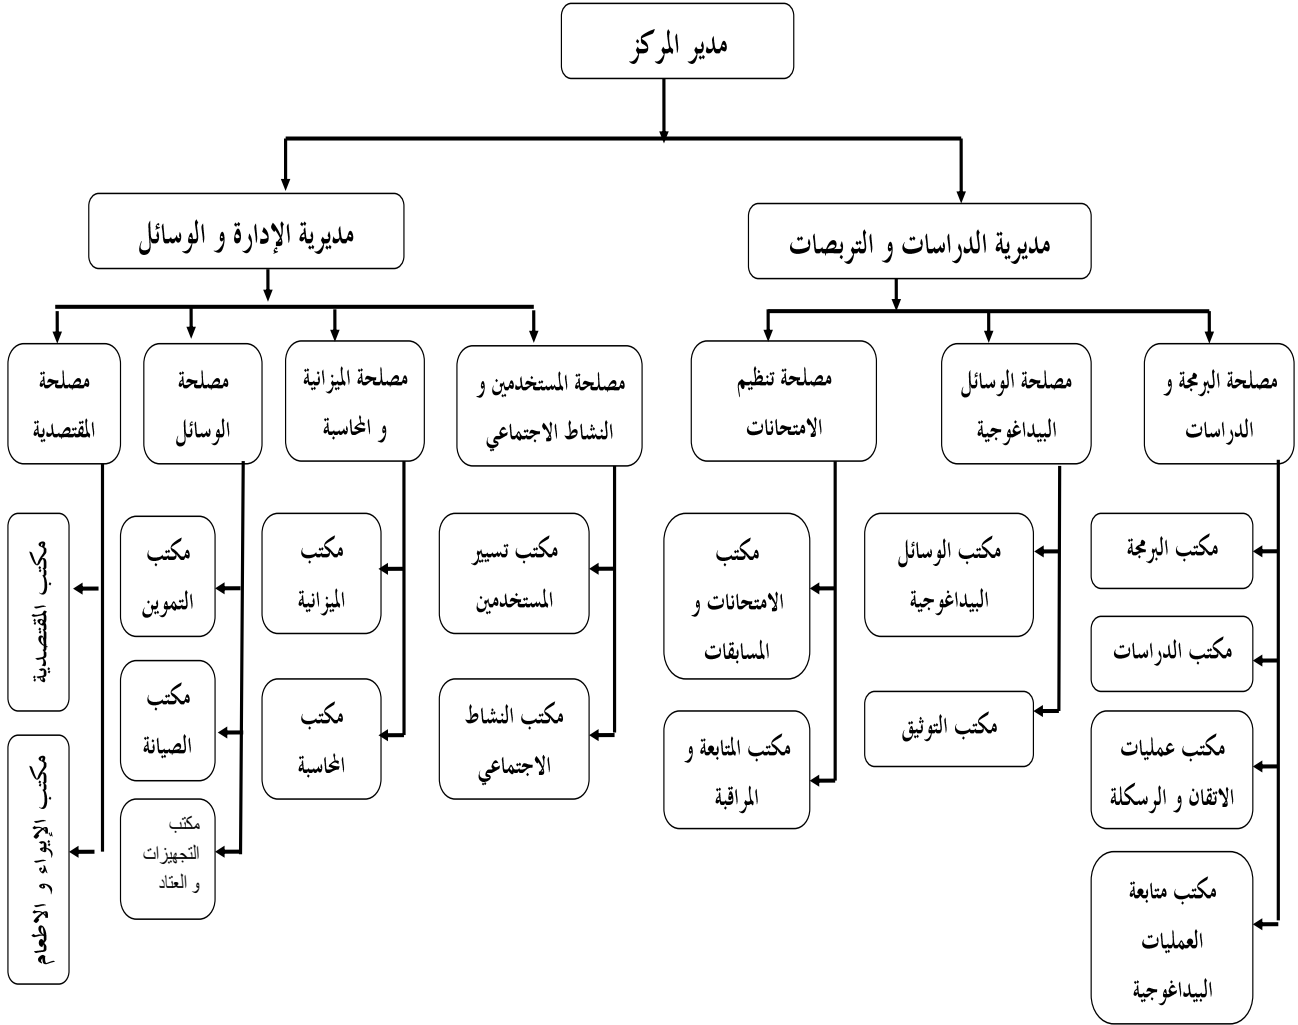 مدير المركز
مديرية الدراسات و التربصات
مديرية الإدارة و الوسائل
مصلحة البرمجة و
الدراسات
مصلحة الوسائل
البيداغوجية
مصلحة تنظيم
الامتحانات
مصلحة المستخدمين و
النشاط الاجتماعي
مصلحة الميزانية
و المحاسبة
مصلحة
الوسائل
مصلحة
المقتصدية
مكتب البرمجة
مكتب الدراسات
مكتب عمليات
الاتقان و الرسكلة
مكتب متابعة
العمليات
البيداغوجية
مكتب الوسائل
البيداغوجية
مكتب التوثيق
مكتب
الامتحانات و
المسابقات
مكتب المتابعة و
المراقبة
مكتب تسيير
المستخدمين
مكتب النشاط
الاجتماعي
مكتب
الميزانية
مكتب
المحاسبة
مكتب
التموين
مكتب
الصيانة
مكتب
التجهيزات
و العتاد
مكتب المقتصدية
مكتب الإيواء و الاطعام